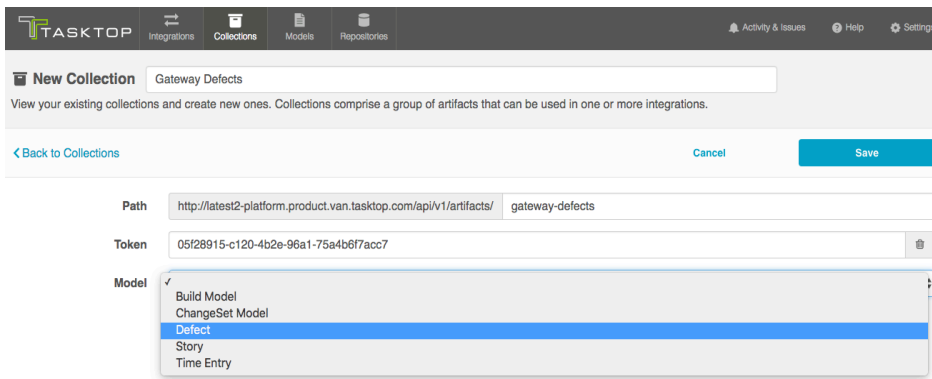 TASKTOP
Integrations
Collections
Models
Repositories
Activity & Issues
Help
Settings
New Collection
Gateway Defects
View your existing collections and create new ones. Collections comprise a group of artifacts that can be used in one or more integrations.
Back to Collections
Cancel
Save
Path
http://latest2-platform.product.van.tasktop.com/api/v1/artifacts/
gateway-defects
Token
05f28915-c120-4b2e-96a1-75a4b6f7acc7
Model
Build Model
ChangeSet Model
Defect
Story
Time Entry